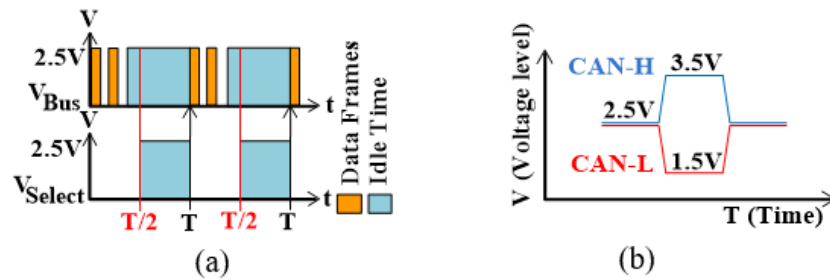 V
2.5V
VBus
t
V
2.5V
VSelect
t
T/2
T
T/2
T
Data Frames
Idle Time
(a)
V (Voltage level)
CAN-H
3.5V
2.5V
CAN-L
1.5V
T (Time)
(b)